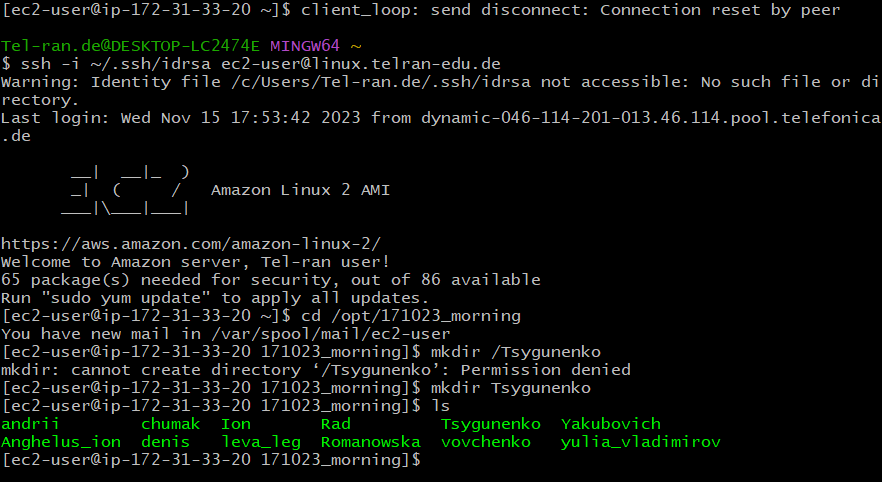 [ec2-user@ip-172-31-33-20 ~]$ client_loop: send disconnect: Connection reset by peer
Tel-ran.de@DESKTOP-LC2474E MINGW64 ~
$ ssh -i ~/.ssh/idrsa ec2-user@linux.telran-edu.de
Warning: Identity file /c/Users/Tel-ran.de/.ssh/idrsa not accessible: No such file or di
rectory.
Last login: Wed Nov 15 17:53:42 2023 from dynamic-046-114-201-013.46.114.pool.telefonica
.de
       __|  __|_  )
       _|  (     /   Amazon Linux 2 AMI
      ___|\___|___|
https://aws.amazon.com/amazon-linux-2/
Welcome to Amazon server, Tel-ran user!
65 package(s) needed for security, out of 86 available
Run "sudo yum update" to apply all updates.
[ec2-user@ip-172-31-33-20 ~]$ cd /opt/171023_morning
You have new mail in /var/spool/mail/ec2-user
[ec2-user@ip-172-31-33-20 171023_morning]$ mkdir /Tsygunenko
mkdir: cannot create directory ‘/Tsygunenko’: Permission denied
[ec2-user@ip-172-31-33-20 171023_morning]$ mkdir Tsygunenko
[ec2-user@ip-172-31-33-20 171023_morning]$ ls
andrii        chumak  Ion       Rad         Tsygunenko  Yakubovich
Anghelus_ion  denis   leva_leg  Romanowska  vovchenko   yulia_vladimirov
[ec2-user@ip-172-31-33-20 171023_morning]$